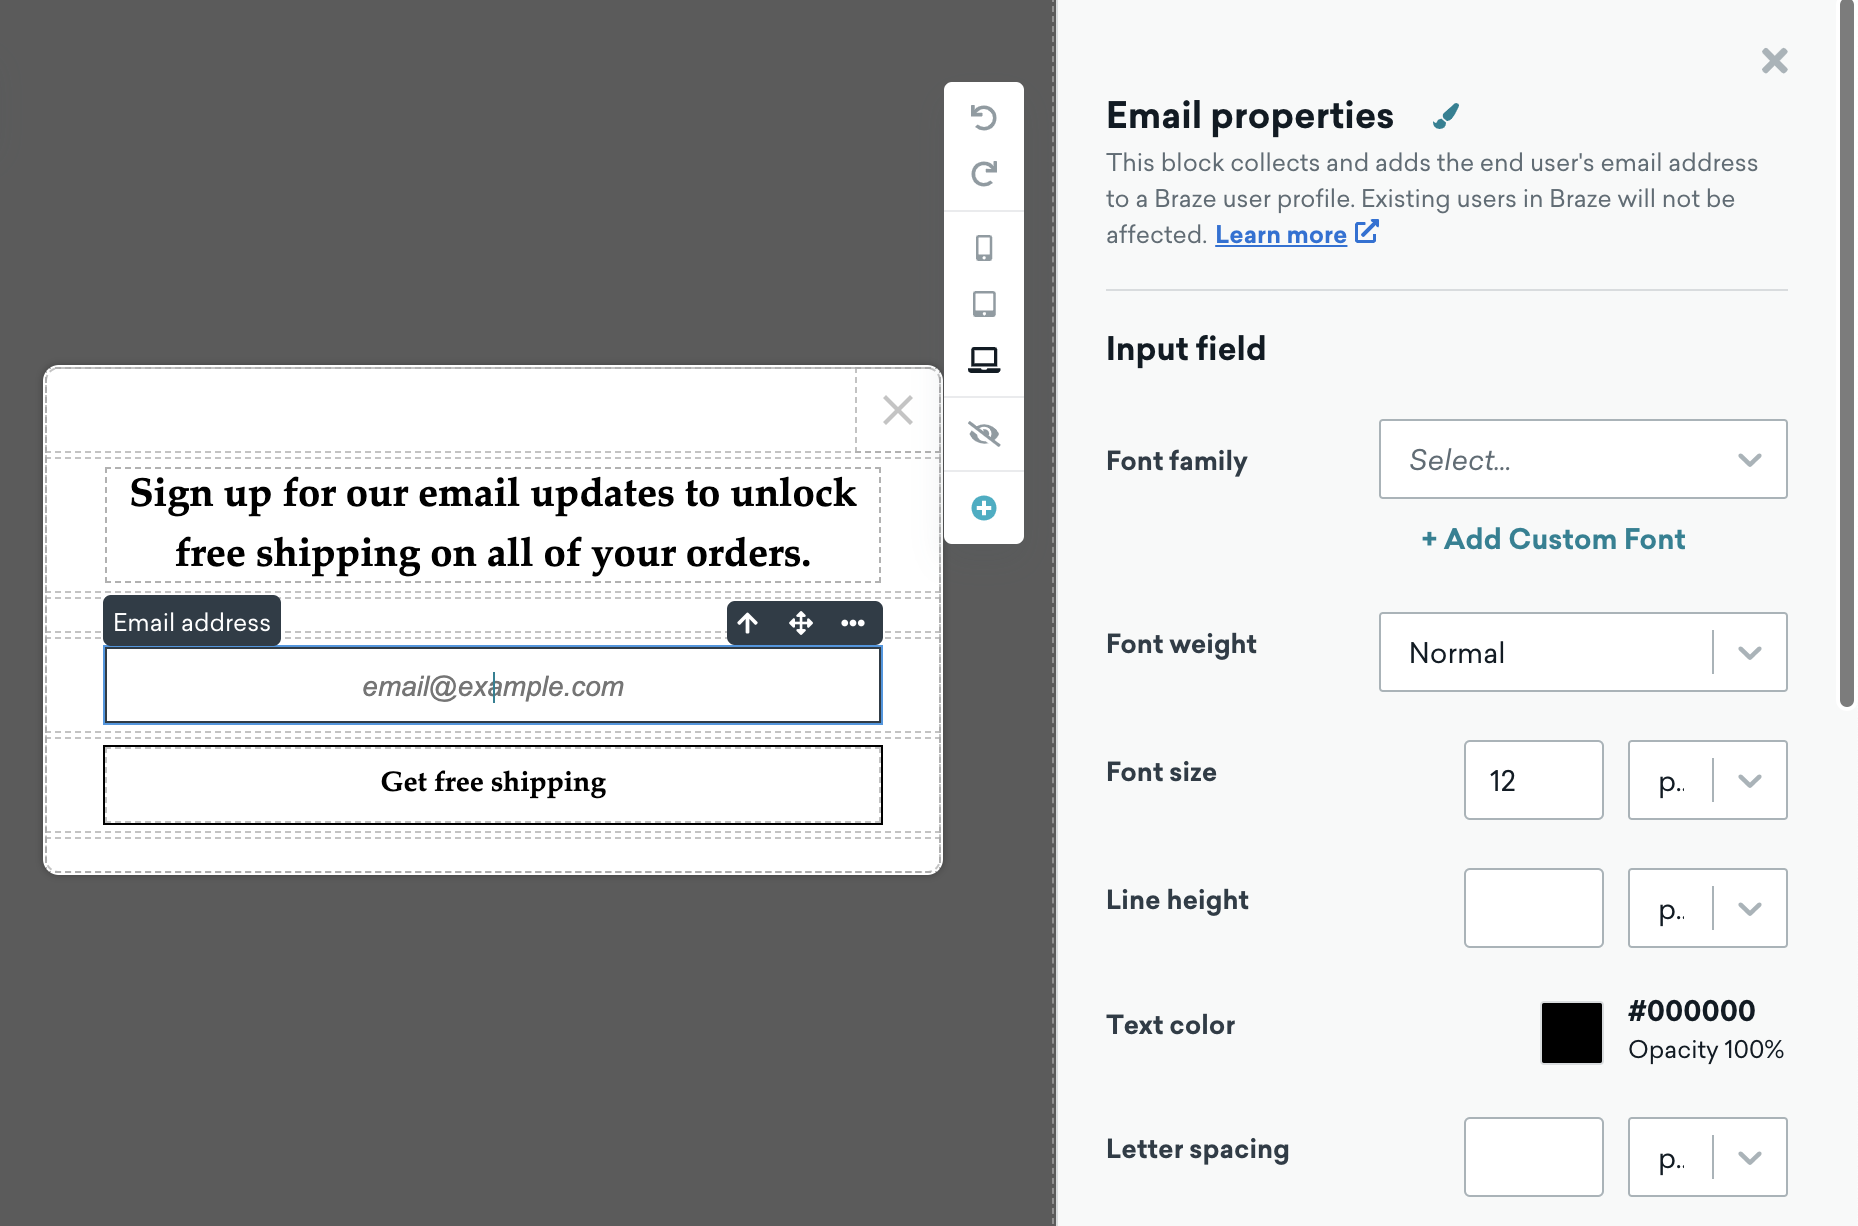 Sign up for our email updates to unlock
free shipping on all of your orders.
Email address
email@example.com
Get free shipping
Email properties
This block collects and adds the end user's email address
to a Braze user profile. Existing users in Braze will not be
affected. Learn more
Input field
Font family
Select...
+ Add Custom Font
Font weight
Normal
Font size
12
p..
Line height
p..
Text color
#000000
Opacity 100%
Letter spacing
p..